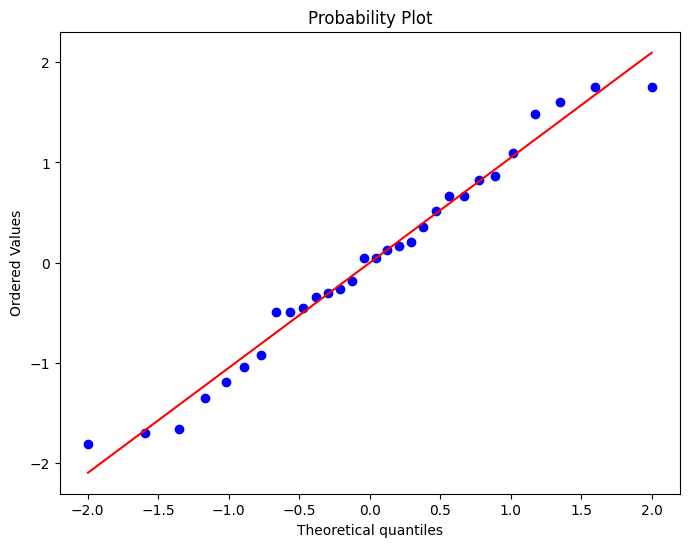 Probability Plot
2
1
0
−1
−2
Ordered Values
−2.0 −1.5 −1.0 −0.5 0.0 0.5 1.0 1.5 2.0
Theoretical quantiles